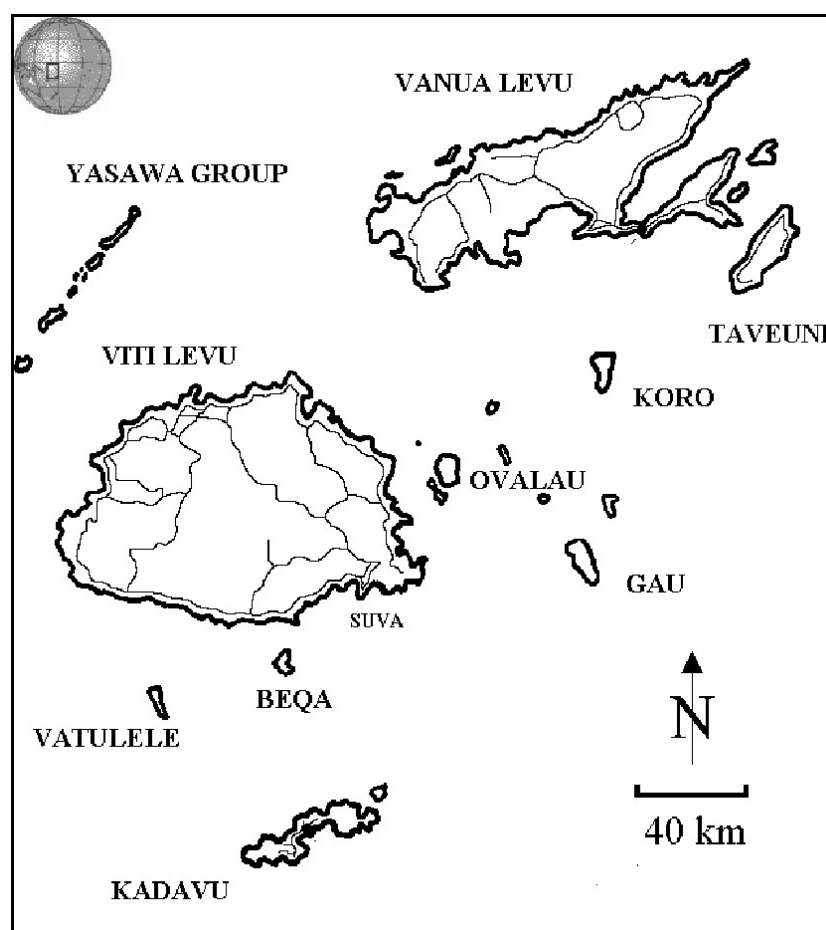 VANUA LEVU
YASAWA GROUP
TAVEUNI
VITI LEVU
KORO
OVALAU
GAU
SUVA
BEQA
VATULELE
N
40 km
KADAVU